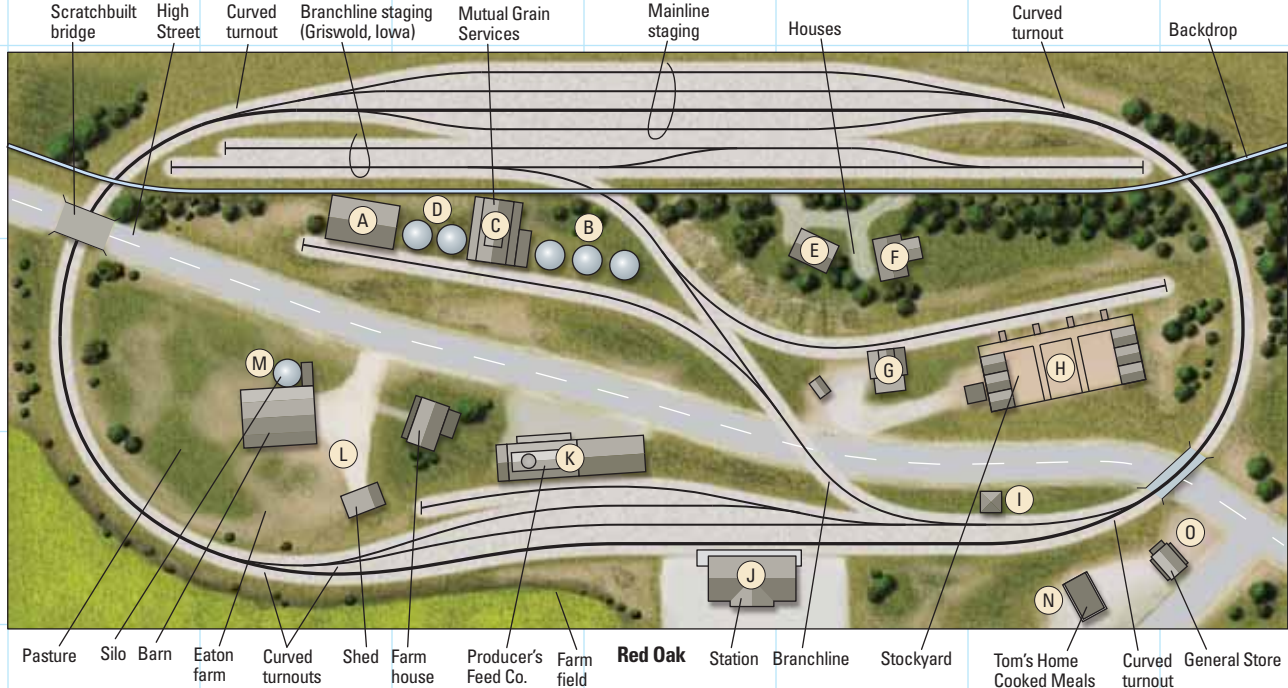 Scratchbuilt
bridge
High
Street
Curved
turnout
Branchline staging
(Griswold, Iowa)
Mutual Grain
Services
Mainline
staging
Houses
Curved
turnout
Backdrop
A
D
C
B
E
F
G
H
M
L
K
I
J
O
N
Pasture
Silo
Barn
Eaton
farm
Curved
turnouts
Shed
Farm
house
Producer's
Feed Co.
Farm
field
Red Oak
Station
Branchline
Stockyard
Tom's Home
Cooked Meals
Curved
turnout
General Store